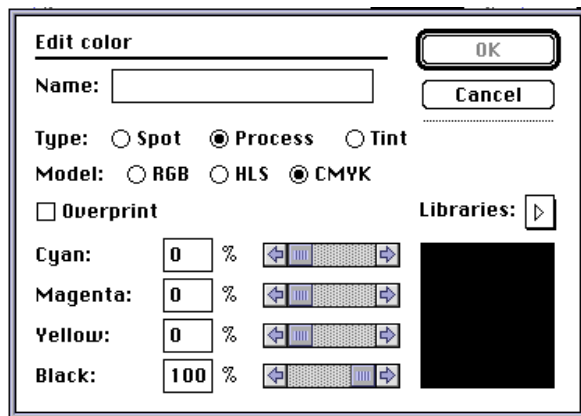 Edit color
OK
Name:
Cancel
Type: Spot Process Tint
Model: RGB HLS CMYK
Overprint
Libraries:
Cyan: 0 %
Magenta: 0 %
Yellow: 0 %
Black: 100 %